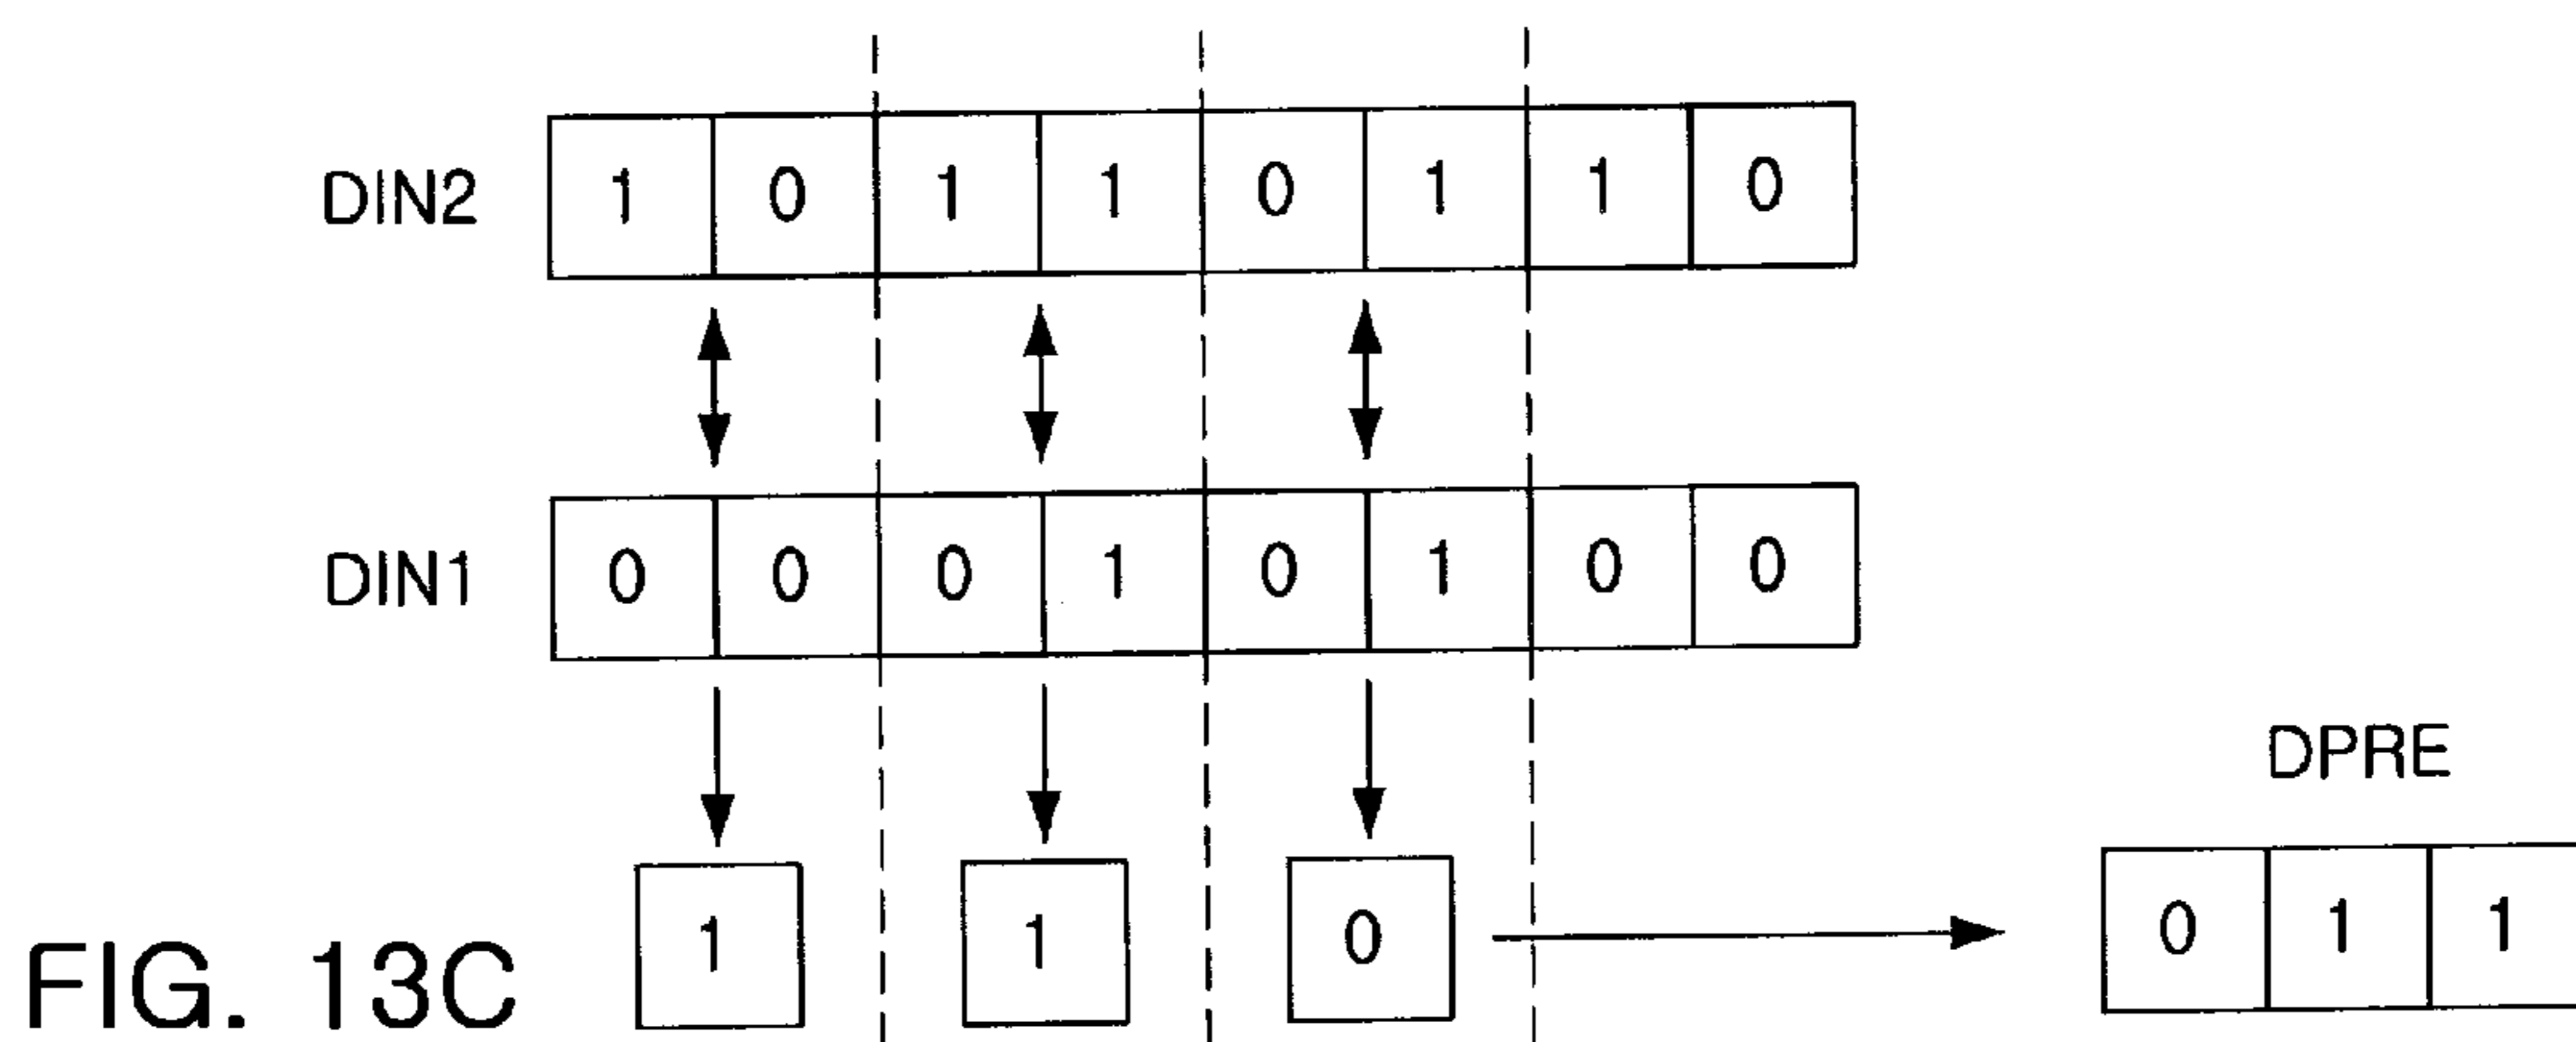 DIN2 1 0 1 1 0 1 1 0
DIN1 0 0 0 1 0 1 0 0
DPRE
FIG. 13C 1 1 0 0 1 1